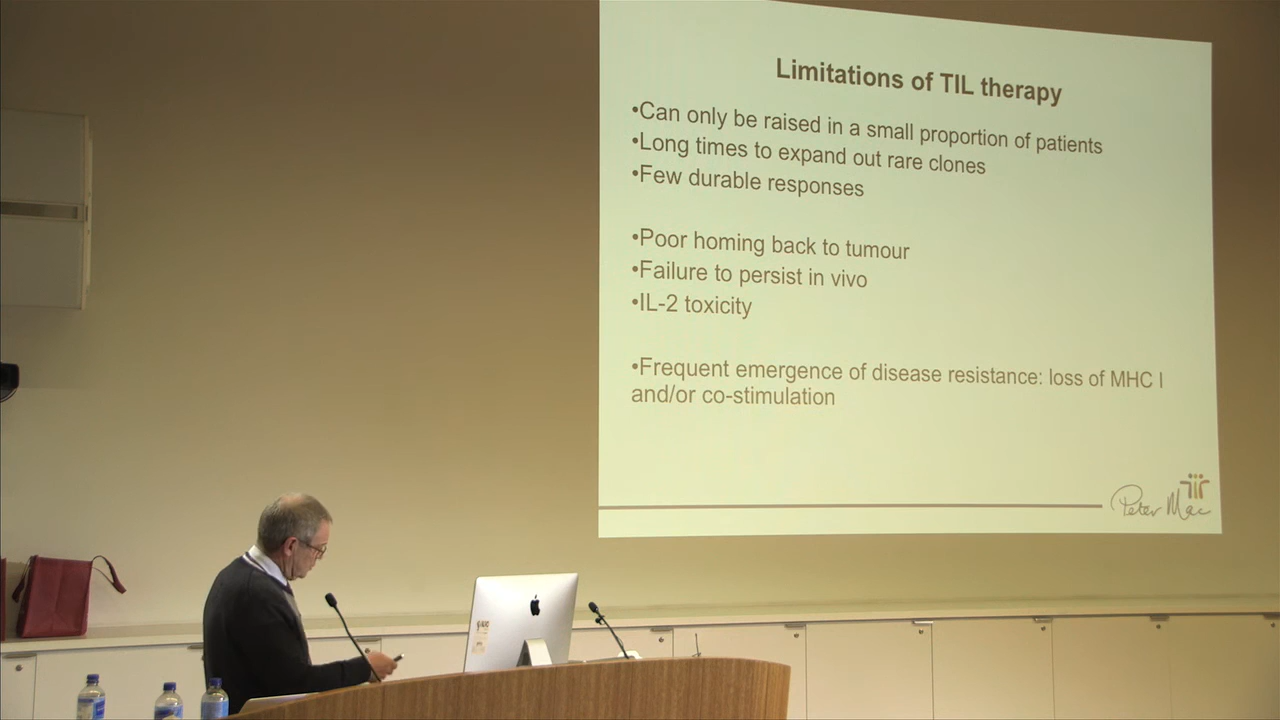 Limitations of TIL therapy
•Can only be raised in a small proportion of patients
•Long times to expand out rare clones
•Few durable responses
•Poor homing back to tumour
•Failure to persist in vivo
•IL-2 toxicity
•Frequent emergence of disease resistance: loss of MHC I
and/or co-stimulation
Peter Mac